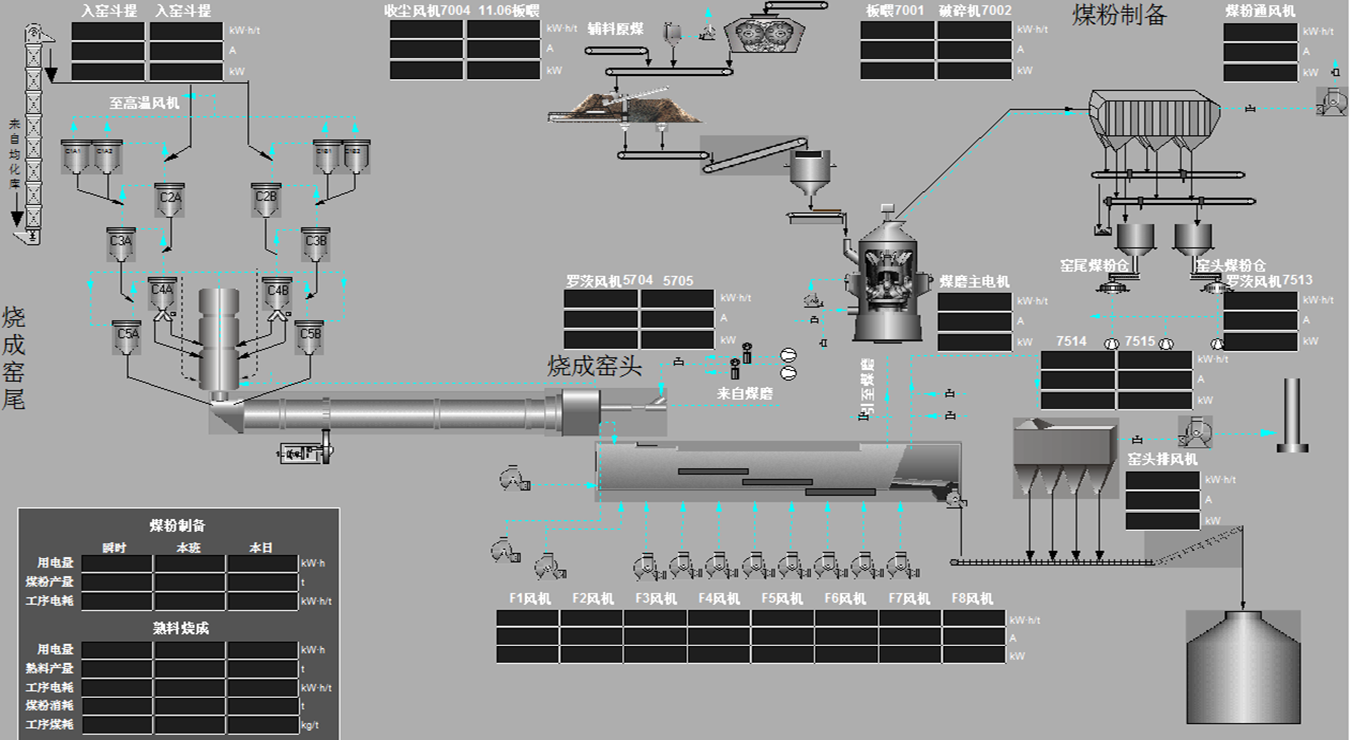 入窑斗提 入窑斗提
kW·h/t
A
kW
收尘风机7004 11.06板喂
kW·h/t
A
kW
辅料原煤
板喂7001 破碎机7002
kW·h/t
A
kW
煤粉制备
煤粉通风机
kW·h/t
A
kW
至高温风机
来自均化库
C1A1
C1A2
C1B1
C1B2
C2A
C2B
C3A
C3B
C4A
C4B
C5A
C5B
烧成窑尾
窑尾煤粉仓
窑头煤粉仓
罗茨风机5704 5705
kW·h/t
A
kW
煤磨主电机
kW·h/t
A
kW
罗茨风机7513
kW·h/t
A
kW
7514 7515
kW·h/t
A
kW
烧成窑头
来自煤磨
引至煤磨
窑头排风机
kW·h/t
A
kW
F1风机 F2风机 F3风机 F4风机 F5风机 F6风机 F7风机 F8风机
kW·h/t
A
kW
煤粉制备
瞬时 本班 本日
用电量 kW·h
煤粉产量 t
工序电耗 kW·h/t
熟料烧成
用电量 kW·h
熟料产量 t
工序电耗 kW·h/t
煤粉消耗 t
工序煤耗 kg/t